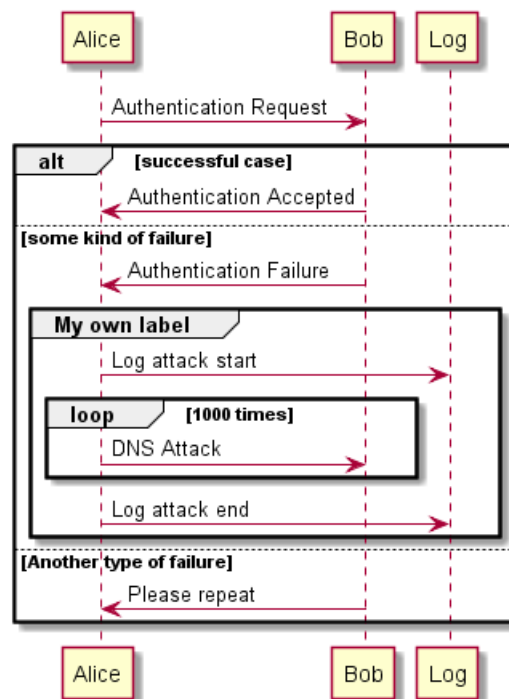 Alice Bob Log
Authentication Request
alt [successful case]
Authentication Accepted
[some kind of failure]
Authentication Failure
My own label
Log attack start
loop [1000 times]
DNS Attack
Log attack end
[Another type of failure]
Please repeat
Alice Bob Log